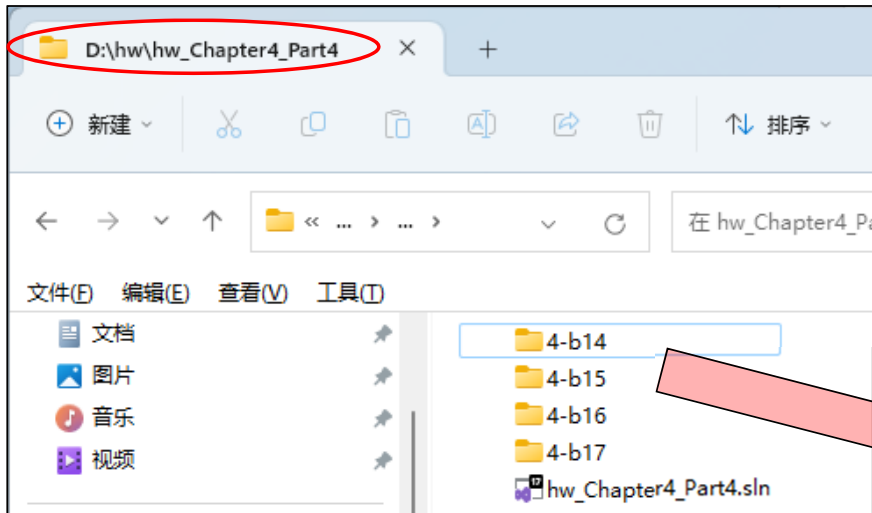 D:\hw\hw_Chapter4_Part4
新建 排序
« ... > ... > 在 hw_Chapter4_Pa
文件(F) 编辑(E) 查看(V) 工具(T)
文档
图片
音乐
视频
4-b14
4-b15
4-b16
4-b17
hw_Chapter4_Part4.sln